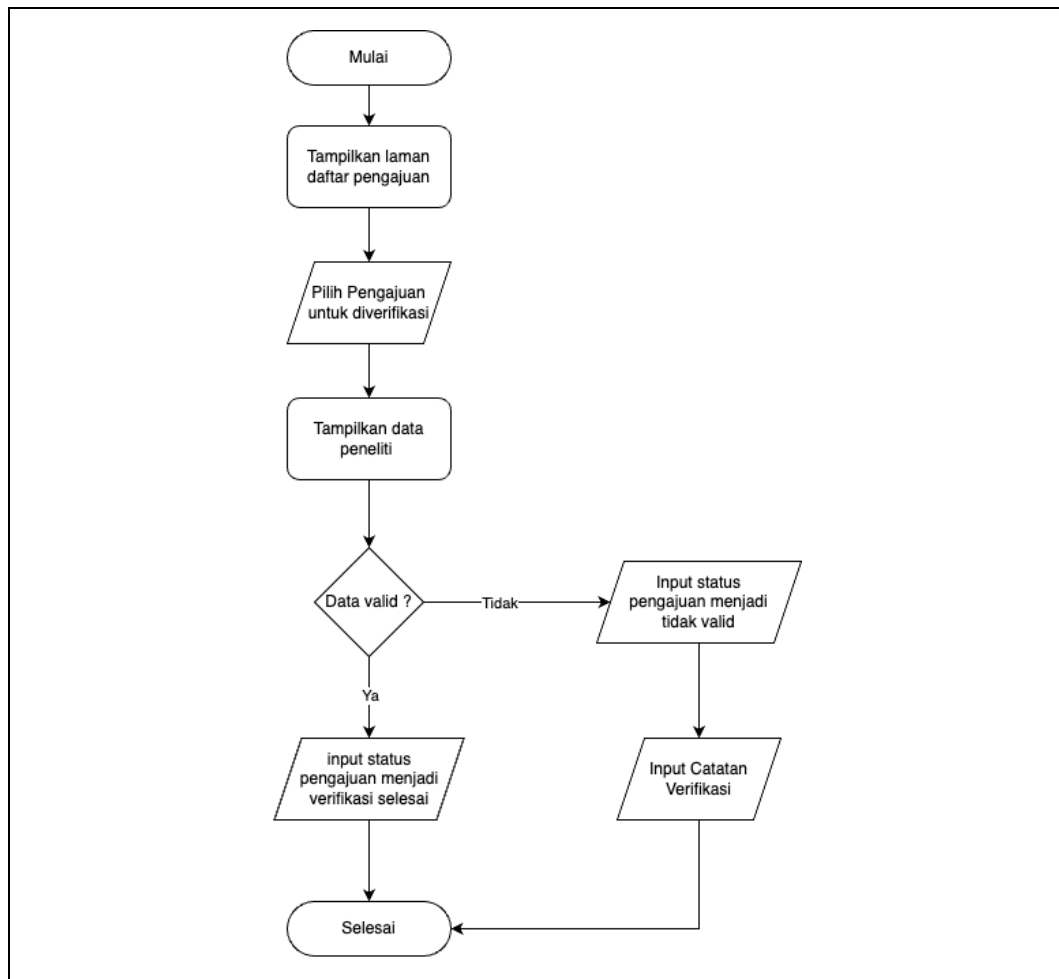 Mulai
Tampilkan laman
daftar pengajuan
Pilih Pengajuan
untuk diverifikasi
Tampilkan data
peneliti
Data valid ?
Tidak
Input status
pengajuan menjadi
tidak valid
Ya
input status
pengajuan menjadi
verifikasi selesai
Input Catatan
Verifikasi
Selesai